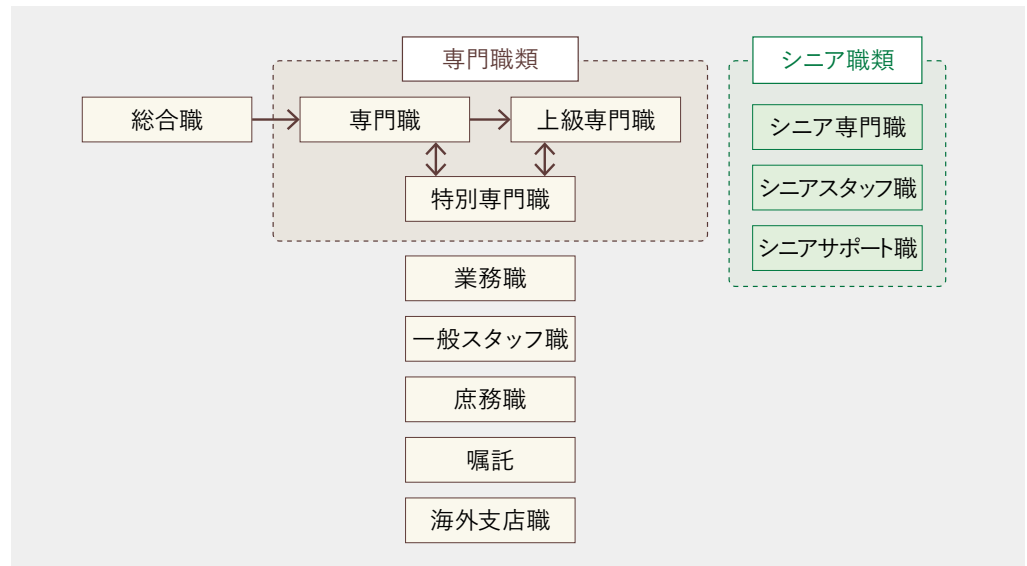 専門職類
シニア職類
総合職
専門職
上級専門職
特別専門職
シニア専門職
シニアスタッフ職
シニアサポート職
業務職
一般スタッフ職
庶務職
嘱託
海外支店職